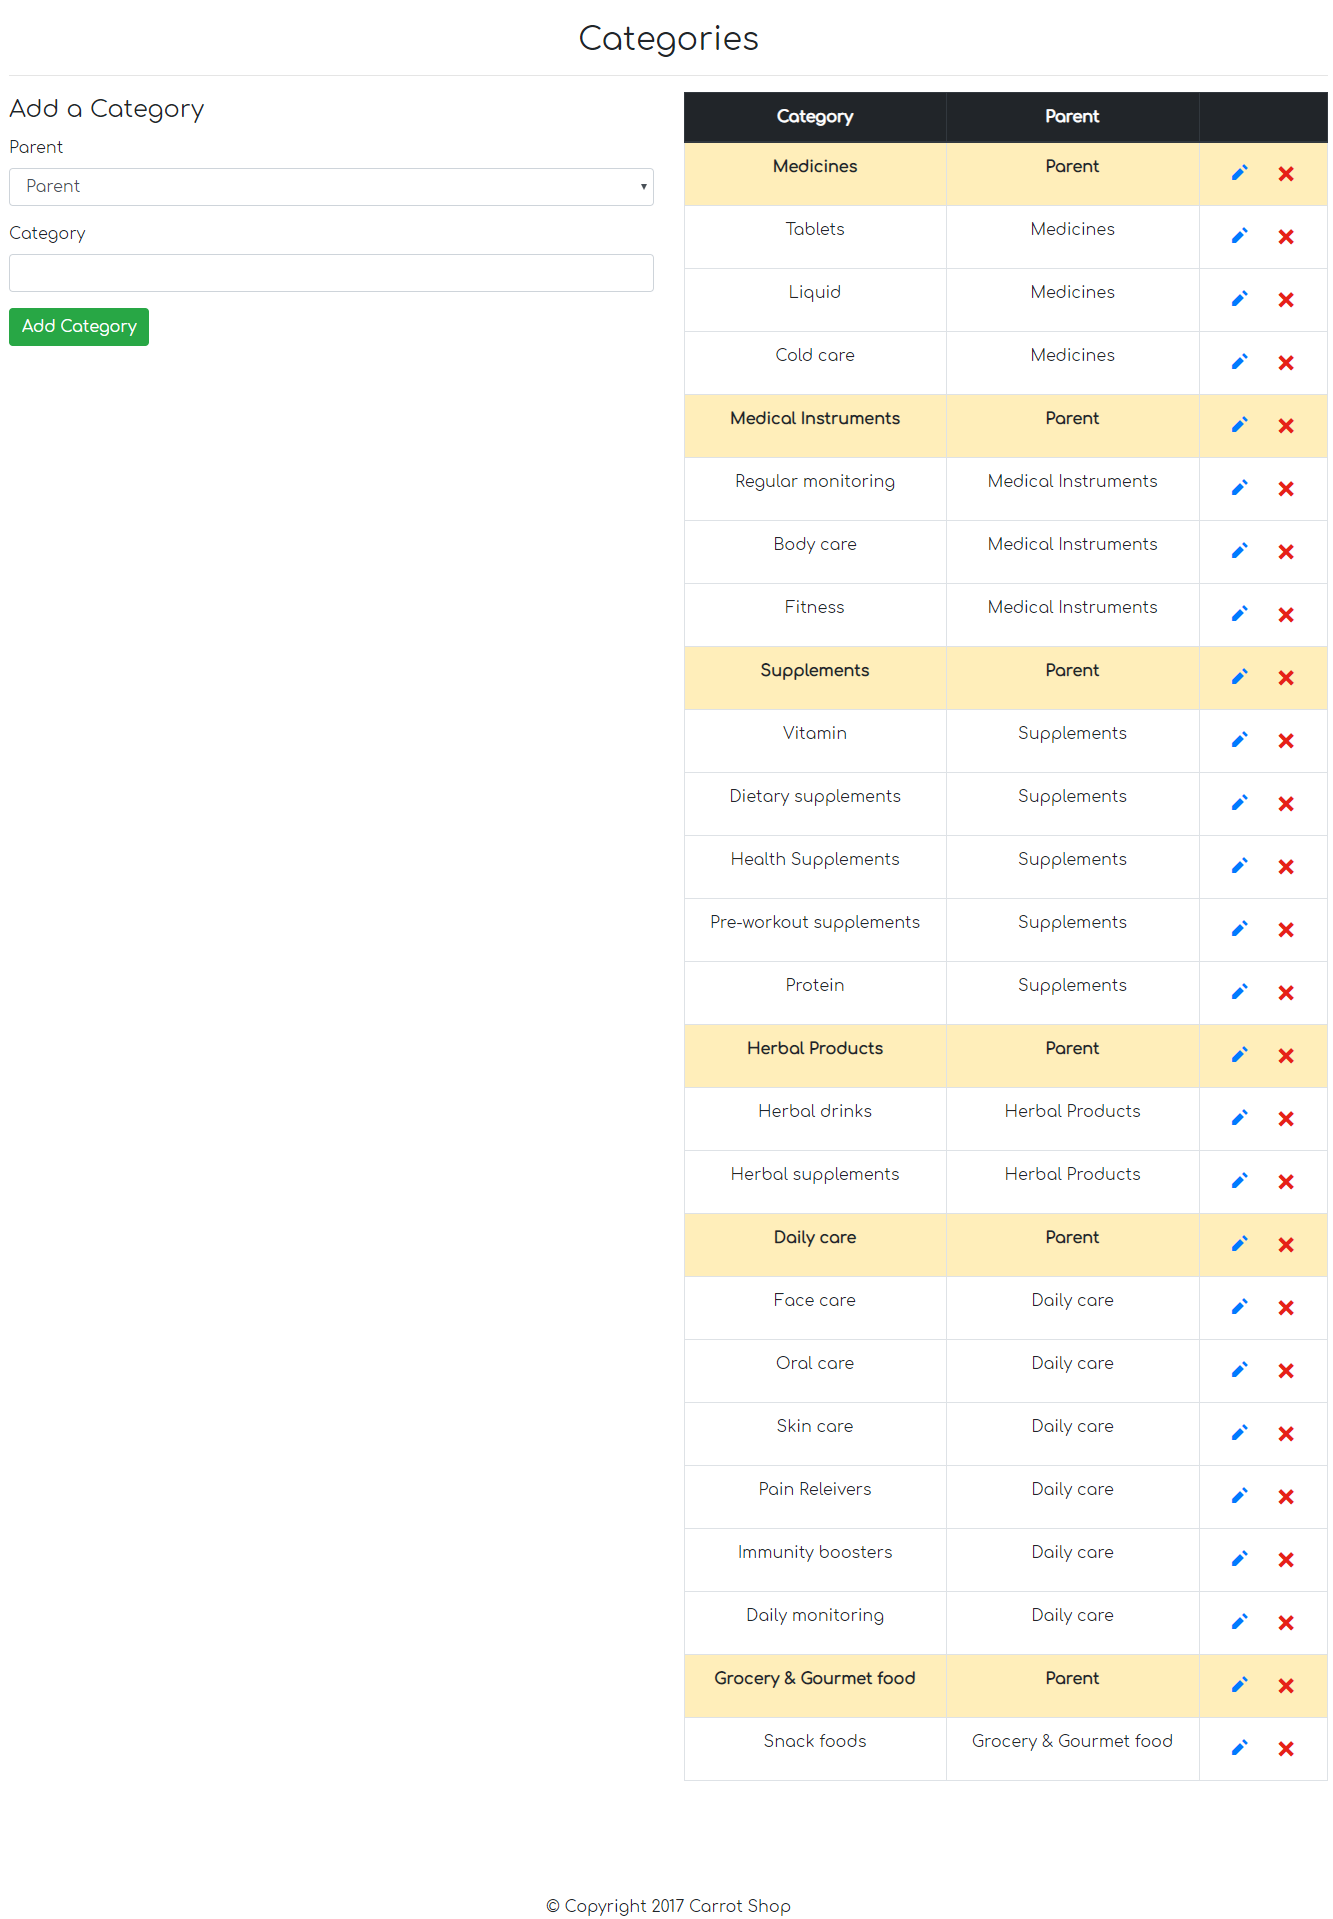 Categories
Add a Category
Parent
Parent
Category
Add Category
Category Parent
Medicines Parent
Tablets Medicines
Liquid Medicines
Cold care Medicines
Medical Instruments Parent
Regular monitoring Medical Instruments
Body care Medical Instruments
Fitness Medical Instruments
Supplements Parent
Vitamin Supplements
Dietary supplements Supplements
Health Supplements Supplements
Pre-workout supplements Supplements
Protein Supplements
Herbal Products Parent
Herbal drinks Herbal Products
Herbal supplements Herbal Products
Daily care Parent
Face care Daily care
Oral care Daily care
Skin care Daily care
Pain Releivers Daily care
Immunity boosters Daily care
Daily monitoring Daily care
Grocery & Gourmet food Parent
Snack foods Grocery & Gourmet food
© Copyright 2017 Carrot Shop